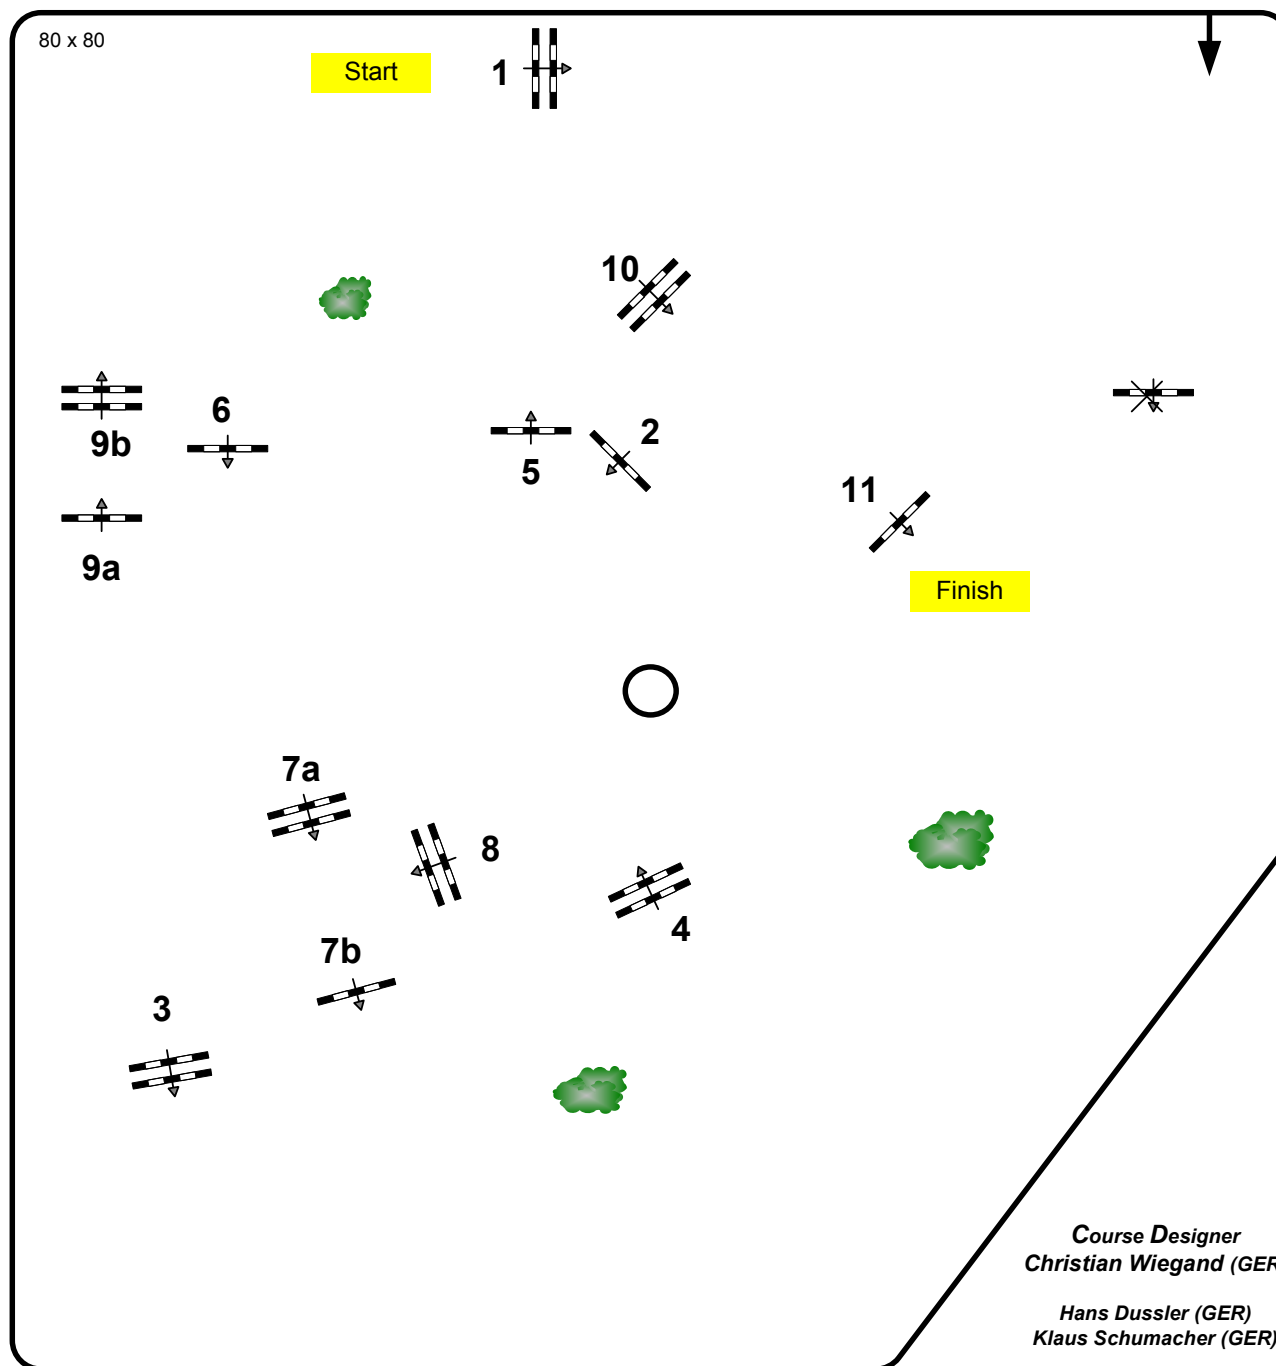 80 x 80
Start
1
10
6
9b
5
2
11
9a
Finish
7a
8
4
7b
3
Course Designer
Christian Wiegand (GER
Hans Dussler (GER)
Klaus Schumacher (GER)